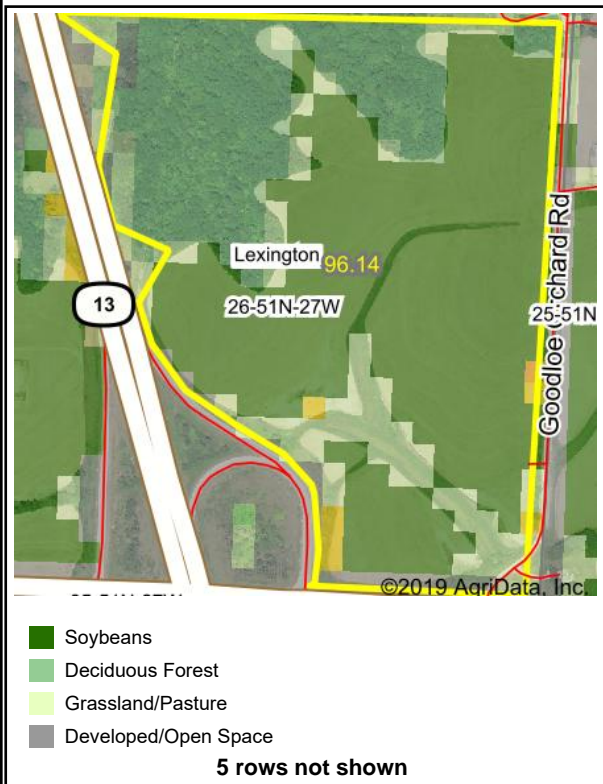 Lexington 96.14
13
26-51N-27W
25-51N
Goodloe Orchard Rd
©2019 AgriData, Inc.
Soybeans
Deciduous Forest
Grassland/Pasture
Developed/Open Space
5 rows not shown